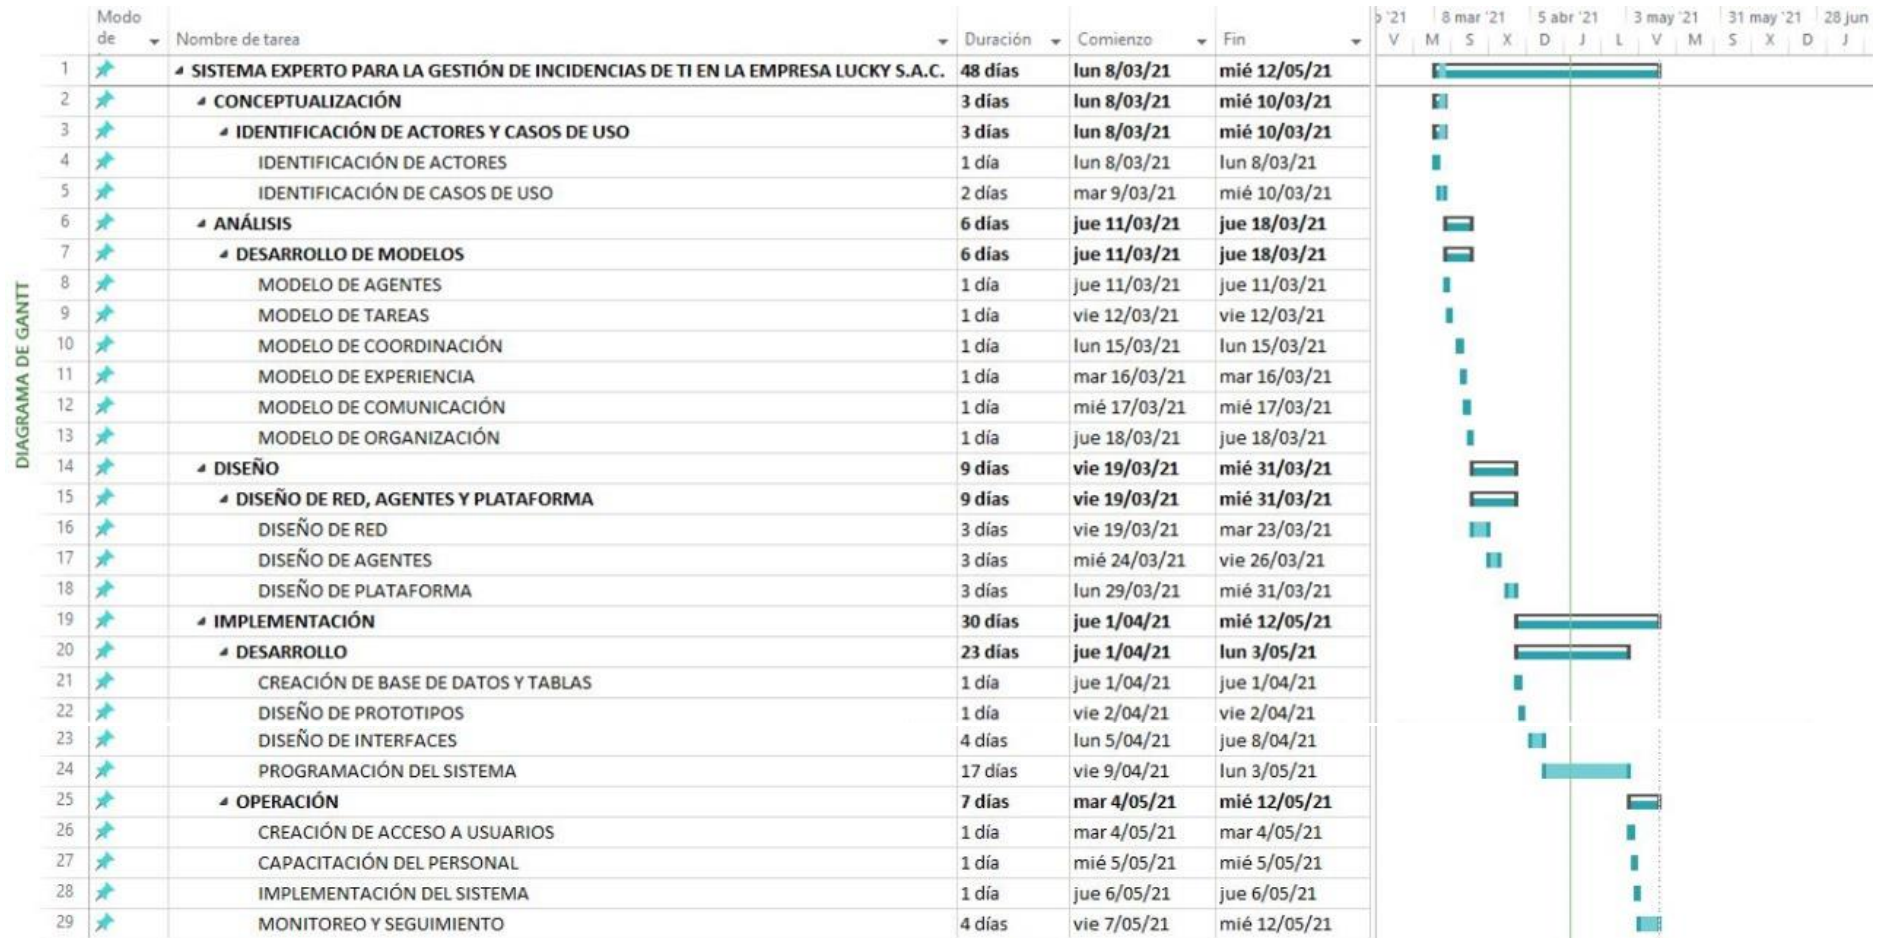 DIAGRAMA DE GANTT
Modo de Nombre de tarea Duración Comienzo Fin
'21 8 mar '21 5 abr '21 3 may '21 31 may '21 28 jun
V M S X D J L V M S X D J
1 SISTEMA EXPERTO PARA LA GESTIÓN DE INCIDENCIAS DE TI EN LA EMPRESA LUCKY S.A.C. 48 días lun 8/03/21 mié 12/05/21
2 CONCEPTUALIZACIÓN 3 días lun 8/03/21 mié 10/03/21
3 IDENTIFICACIÓN DE ACTORES Y CASOS DE USO 3 días lun 8/03/21 mié 10/03/21
4 IDENTIFICACIÓN DE ACTORES 1 día lun 8/03/21 lun 8/03/21
5 IDENTIFICACIÓN DE CASOS DE USO 2 días mar 9/03/21 mié 10/03/21
6 ANÁLISIS 6 días jue 11/03/21 jue 18/03/21
7 DESARROLLO DE MODELOS 6 días jue 11/03/21 jue 18/03/21
8 MODELO DE AGENTES 1 día jue 11/03/21 jue 11/03/21
9 MODELO DE TAREAS 1 día vie 12/03/21 vie 12/03/21
10 MODELO DE COORDINACIÓN 1 día lun 15/03/21 lun 15/03/21
11 MODELO DE EXPERIENCIA 1 día mar 16/03/21 mar 16/03/21
12 MODELO DE COMUNICACIÓN 1 día mié 17/03/21 mié 17/03/21
13 MODELO DE ORGANIZACIÓN 1 día jue 18/03/21 jue 18/03/21
14 DISEÑO 9 días vie 19/03/21 mié 31/03/21
15 DISEÑO DE RED, AGENTES Y PLATAFORMA 9 días vie 19/03/21 mié 31/03/21
16 DISEÑO DE RED 3 días vie 19/03/21 mar 23/03/21
17 DISEÑO DE AGENTES 3 días mié 24/03/21 vie 26/03/21
18 DISEÑO DE PLATAFORMA 3 días lun 29/03/21 mié 31/03/21
19 IMPLEMENTACIÓN 30 días jue 1/04/21 mié 12/05/21
20 DESARROLLO 23 días jue 1/04/21 lun 3/05/21
21 CREACIÓN DE BASE DE DATOS Y TABLAS 1 día jue 1/04/21 jue 1/04/21
22 DISEÑO DE PROTOTIPOS 1 día vie 2/04/21 vie 2/04/21
23 DISEÑO DE INTERFACES 4 días lun 5/04/21 jue 8/04/21
24 PROGRAMACIÓN DEL SISTEMA 17 días vie 9/04/21 lun 3/05/21
25 OPERACIÓN 7 días mar 4/05/21 mié 12/05/21
26 CREACIÓN DE ACCESO A USUARIOS 1 día mar 4/05/21 mar 4/05/21
27 CAPACITACIÓN DEL PERSONAL 1 día mié 5/05/21 mié 5/05/21
28 IMPLEMENTACIÓN DEL SISTEMA 1 día jue 6/05/21 jue 6/05/21
29 MONITOREO Y SEGUIMIENTO 4 días vie 7/05/21 mié 12/05/21